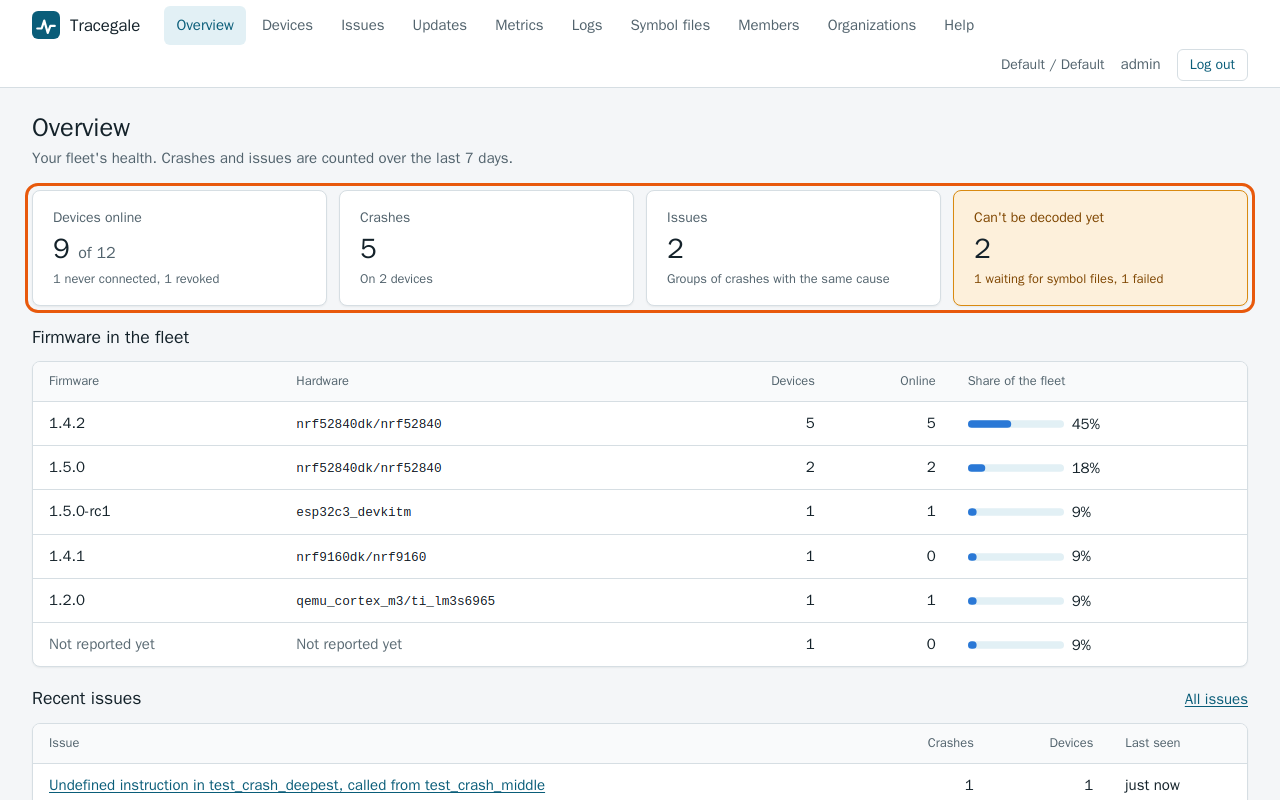 Tracegale
Overview
Devices
Issues
Updates
Metrics
Logs
Symbol files
Members
Organizations
Help
Default / Default
admin
Log out
Overview
Your fleet's health. Crashes and issues are counted over the last 7 days.
Devices online
9 of 12
1 never connected, 1 revoked
Crashes
5
On 2 devices
Issues
2
Groups of crashes with the same cause
Can't be decoded yet
2
1 waiting for symbol files, 1 failed
Firmware in the fleet
Firmware Hardware Devices Online Share of the fleet
1.4.2 nrf52840dk/nrf52840 5 5 45%
1.5.0 nrf52840dk/nrf52840 2 2 18%
1.5.0-rc1 esp32c3_devkitm 1 1 9%
1.4.1 nrf9160dk/nrf9160 1 0 9%
1.2.0 qemu_cortex_m3/ti_lm3s6965 1 1 9%
Not reported yet Not reported yet 1 0 9%
Recent issues
All issues
Issue Crashes Devices Last seen
Undefined instruction in test_crash_deepest, called from test_crash_middle 1 1 just now